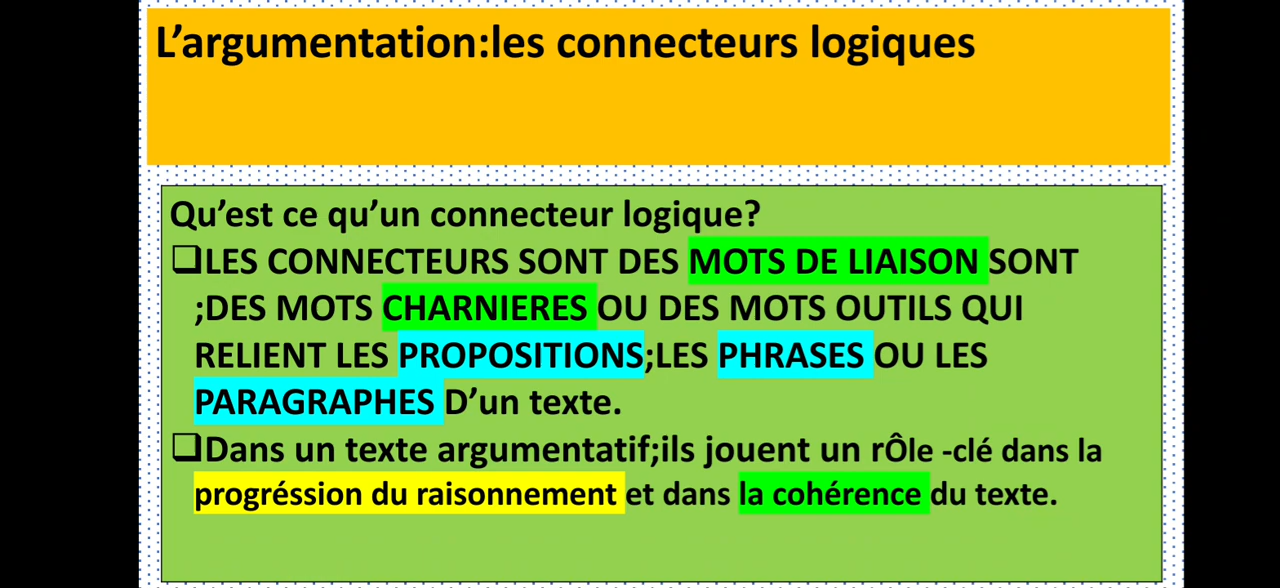 L’argumentation:les connecteurs logiques
Qu’est ce qu’un connecteur logique?
❑LES CONNECTEURS SONT DES MOTS DE LIAISON SONT
;DES MOTS CHARNIERES OU DES MOTS OUTILS QUI
RELIENT LES PROPOSITIONS;LES PHRASES OU LES
PARAGRAPHES D’un texte.
❑Dans un texte argumentatif;ils jouent un rÔle -clé dans la
progréssion du raisonnement et dans la cohérence du texte.